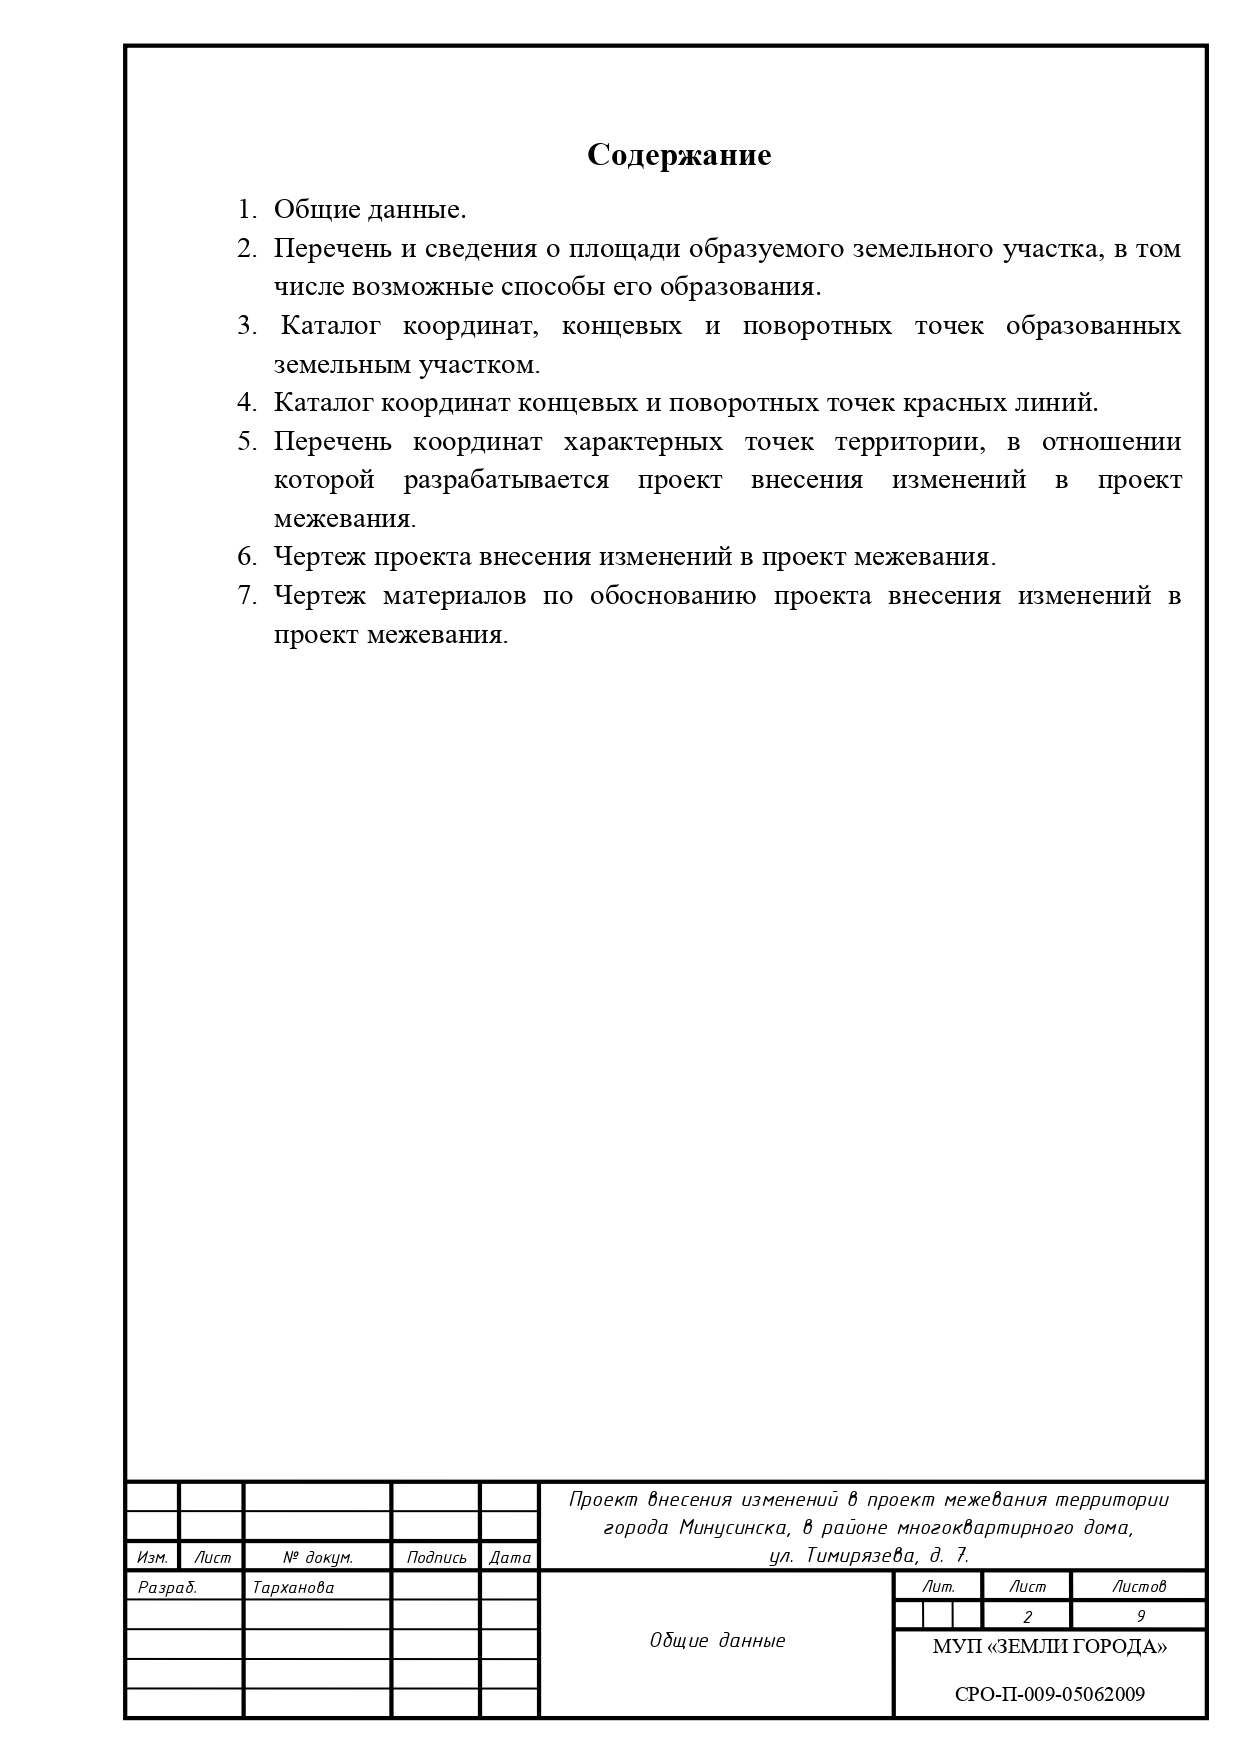 Содержание
1. Общие данные.
2. Перечень и сведения о площади образуемого земельного участка, в том
числе возможные способы его образования.
3. Каталог координат, концевых и поворотных точек образованных
земельным участком.
4. Каталог координат концевых и поворотных точек красных линий.
5. Перечень координат характерных точек территории, в отношении
которой разрабатывается проект внесения изменений в проект
межевания.
6. Чертеж проекта внесения изменений в проект межевания.
7. Чертеж материалов по обоснованию проекта внесения изменений в
проект межевания.
Проект внесения изменений в проект межевания территории
города Минусинска, в районе многоквартирного дома,
ул. Тимирязева, д. 7.
Изм. Лист № докум. Подпись Дата
Разраб. Тарханова
Общие данные
Лит. Лист Листов
2 9
МУП «ЗЕМЛИ ГОРОДА»
СРО-П-009-05062009